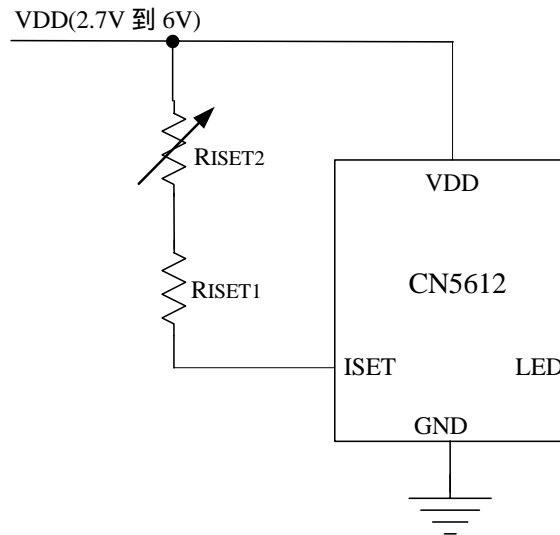 VDD(2.7V 到 6V)
RISET2
VDD
CN5612
RISET1
ISET LED
GND